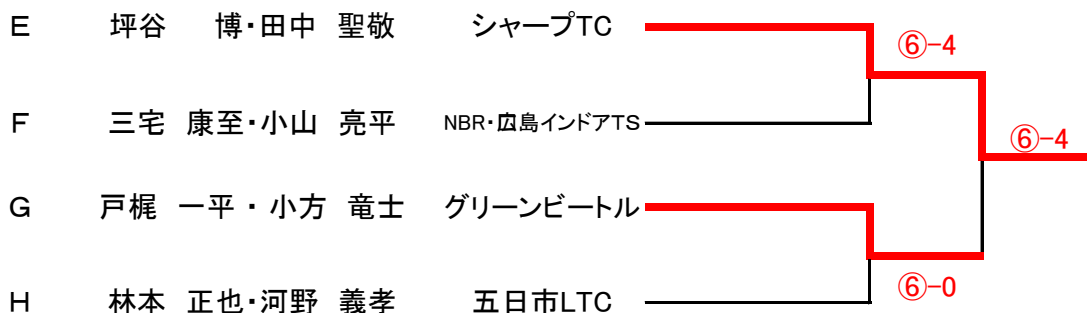 E 坪谷 博・田中 聖敬 シャープTC
⑥-4
F 三宅 康至・小山 亮平 NBR・広島インドアTS
⑥-4
G 戸梶 一平・小方 竜士 グリーンビートル
⑥-0
H 林本 正也・河野 義孝 五日市LTC